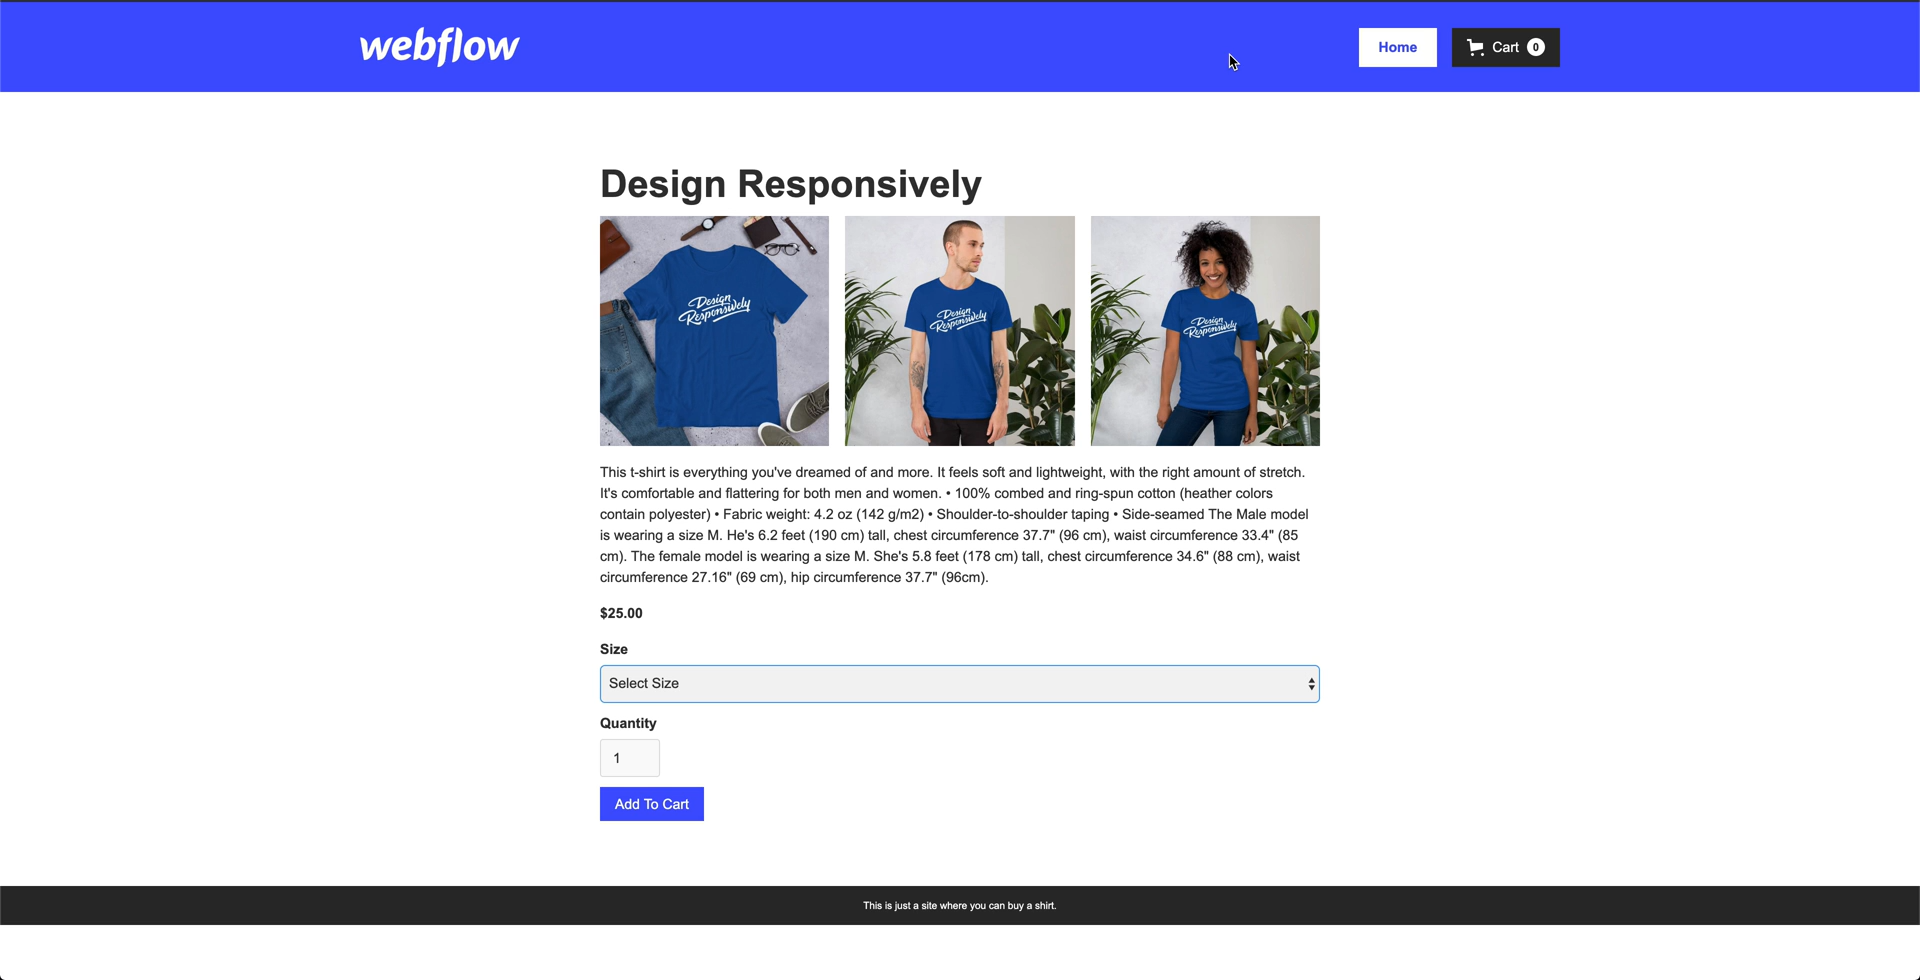 webflow
Home
Cart 0
Design Responsively
Design
Responsively
Design
Responsively
Design
Responsively
This t-shirt is everything you've dreamed of and more. It feels soft and lightweight, with the right amount of stretch.
It's comfortable and flattering for both men and women. • 100% combed and ring-spun cotton (heather colors
contain polyester) • Fabric weight: 4.2 oz (142 g/m2) • Shoulder-to-shoulder taping • Side-seamed The Male model
is wearing a size M. He's 6.2 feet (190 cm) tall, chest circumference 37.7" (96 cm), waist circumference 33.4" (85
cm). The female model is wearing a size M. She's 5.8 feet (178 cm) tall, chest circumference 34.6" (88 cm), waist
circumference 27.16" (69 cm), hip circumference 37.7" (96cm).
$25.00
Size
Select Size
Quantity
1
Add To Cart
This is just a site where you can buy a shirt.